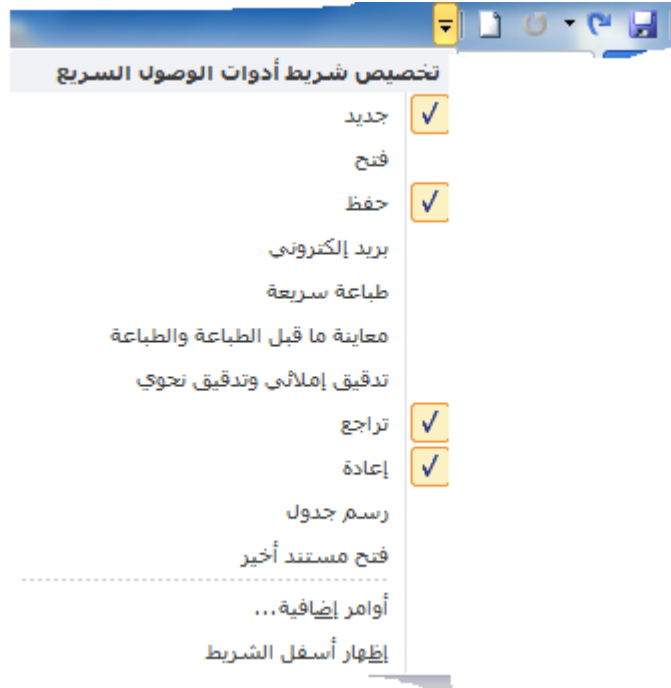 تخصيص شريط أدوات الوصول السريع
جديد
فتح
حفظ
بريد إلكتروني
طباعة سريعة
معاينة ما قبل الطباعة والطباعة
تدقيق إملائي وتدقيق نحوي
تراجع
إعادة
رسم جدول
فتح مستند أخير
أوامر إضافية...
إظهار أسفل الشريط